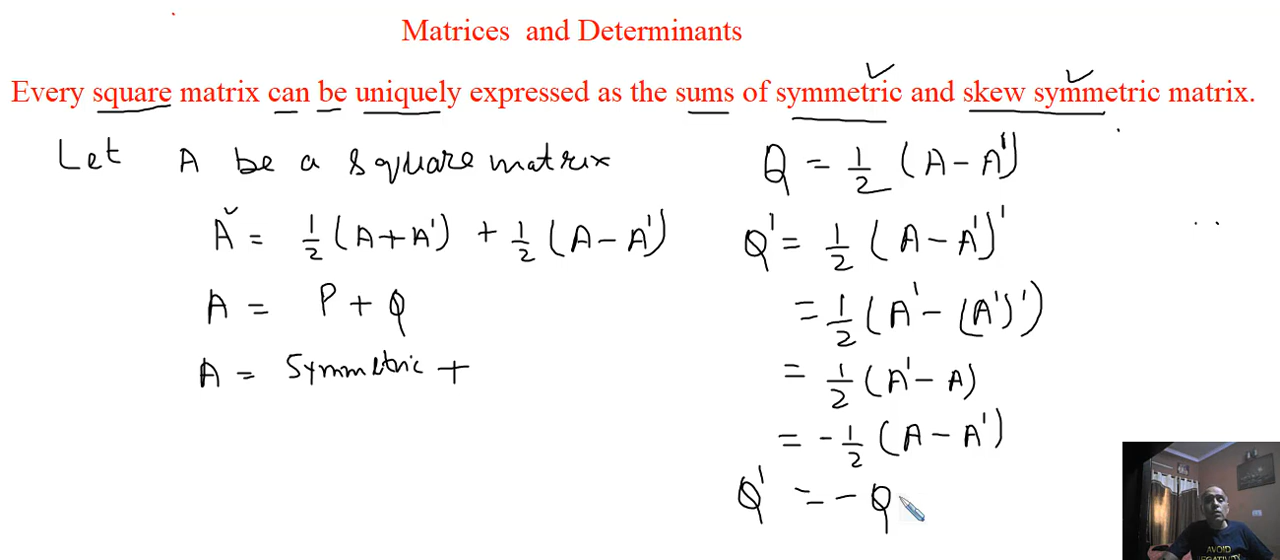 Matrices and Determinants
Every square matrix can be uniquely expressed as the sums of symmetric and skew symmetric matrix.
Let A be a square matrix
A = 1/2 (A+A') + 1/2 (A-A')
A = P + Q
A = Symmetric +
Q = 1/2 (A-A')
Q' = 1/2 (A-A')'
= 1/2 (A' - (A')')
= 1/2 (A' - A)
= -1/2 (A - A')
Q' = - Q
AVOID
NEGATIVITY